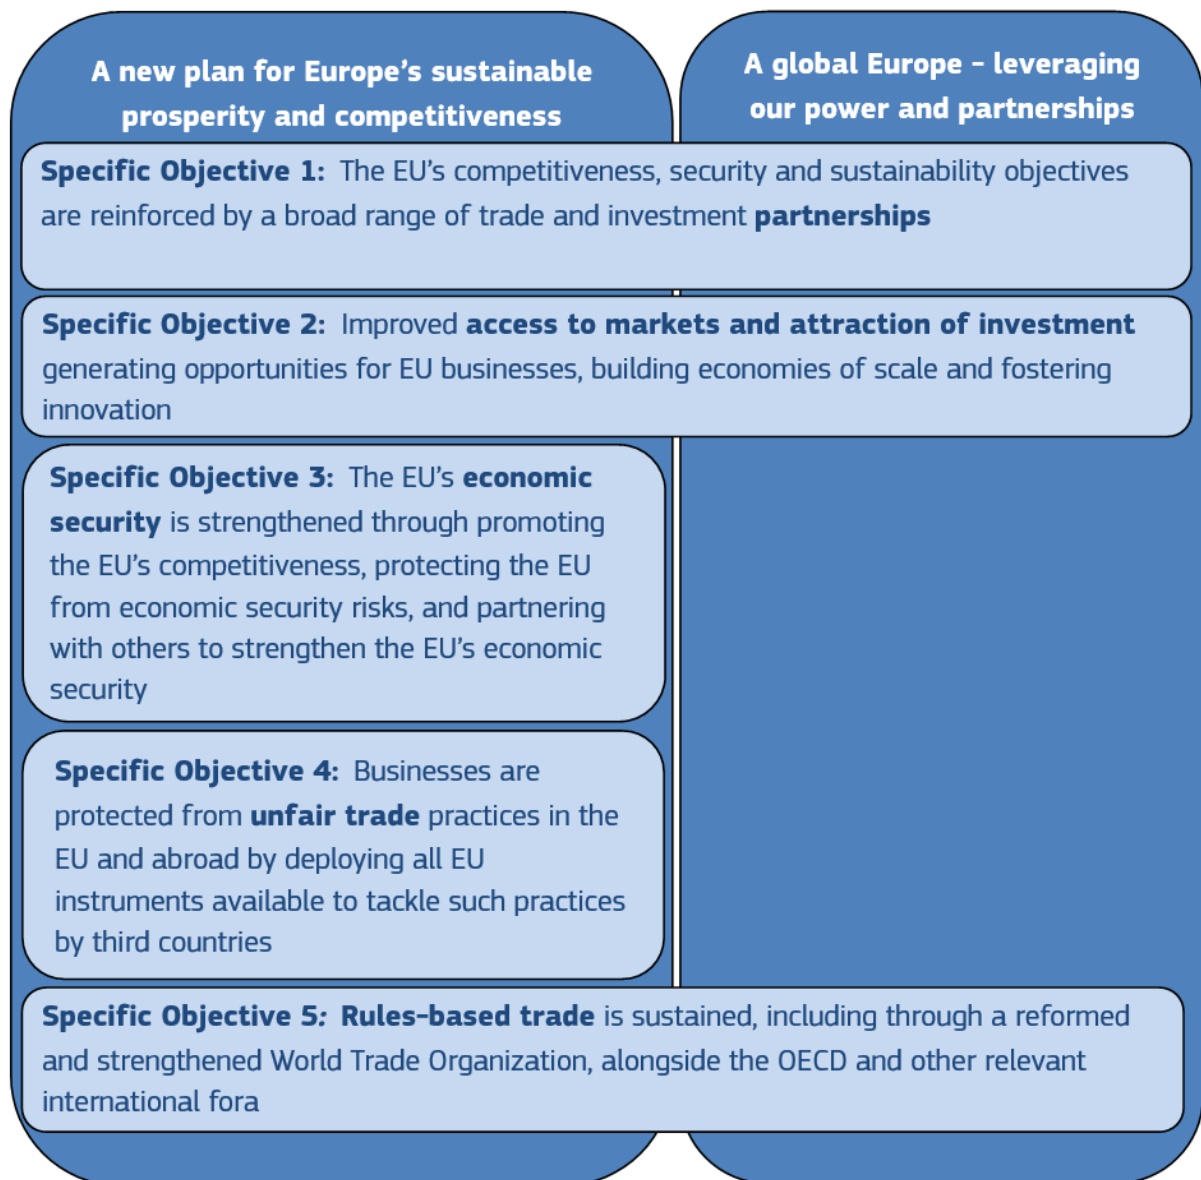 A new plan for Europe's sustainable
prosperity and competitiveness
A global Europe – leveraging
our power and partnerships
Specific Objective 1: The EU's competitiveness, security and sustainability objectives
are reinforced by a broad range of trade and investment partnerships
Specific Objective 2: Improved access to markets and attraction of investment
generating opportunities for EU businesses, building economies of scale and fostering
innovation
Specific Objective 3: The EU's economic
security is strengthened through promoting
the EU's competitiveness, protecting the EU
from economic security risks, and partnering
with others to strengthen the EU's economic
security
Specific Objective 4: Businesses are
protected from unfair trade practices in the
EU and abroad by deploying all EU
instruments available to tackle such practices
by third countries
Specific Objective 5: Rules-based trade is sustained, including through a reformed
and strengthened World Trade Organization, alongside the OECD and other relevant
international fora